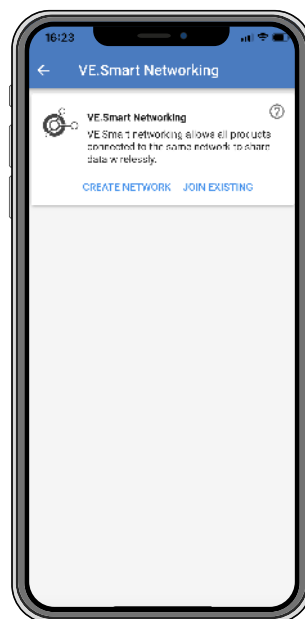 16:23
VE.Smart Networking
VE.Smart Networking
VE.Smart networking allows all products
connected to the same network to share
data wirelessly.
CREATE NETWORK JOIN EXISTING